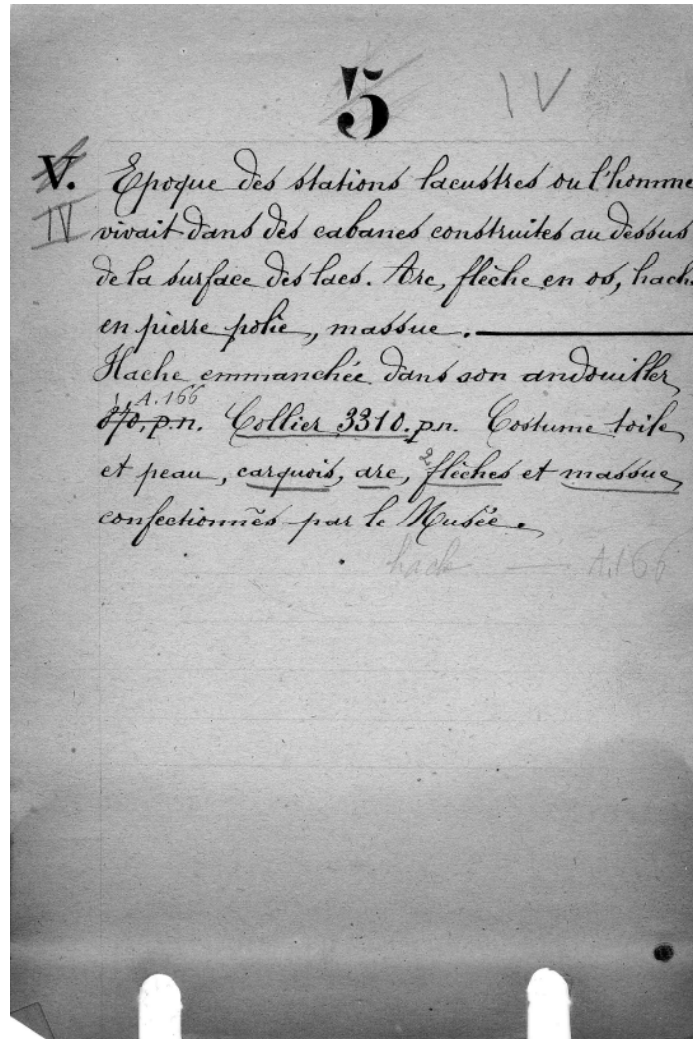 5 IV
V. Epoque des stations lacustres ou l'homme
IV vivait dans des cabanes construites au dessus
de la surface des lacs. Arc, flèche en os, hach
en pierre polie, massue.
Hache emmanchée dans son andouiller
A.166
p.n. Collier 3310. p.n. Costume toile
et peau, carquois, arc, 2 flèches et massue
confectionnés par le Musée.
hache — A.166